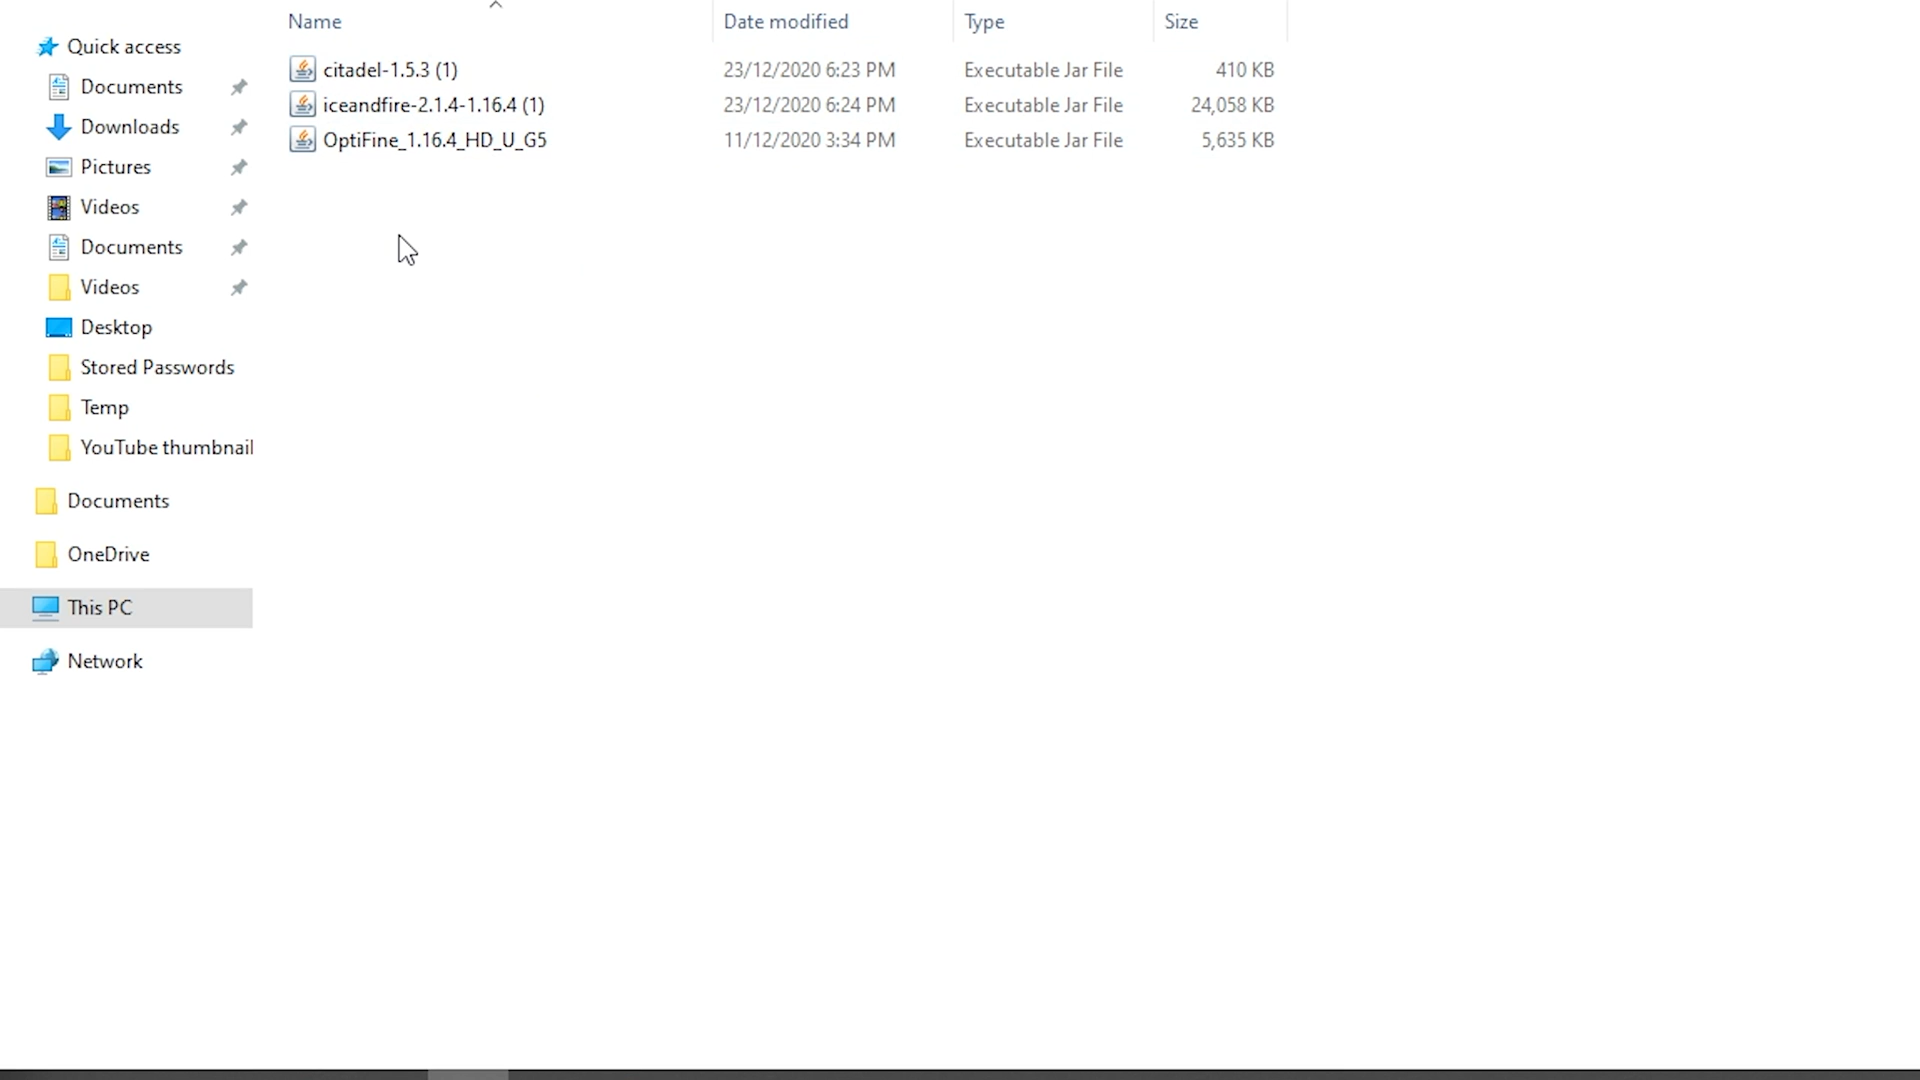 Name Date modified Type Size
Quick access
citadel-1.5.3 (1) 23/12/2020 6:23 PM Executable Jar File 410 KB
Documents
iceandfire-2.1.4-1.16.4 (1) 23/12/2020 6:24 PM Executable Jar File 24,058 KB
Downloads
OptiFine_1.16.4_HD_U_G5 11/12/2020 3:34 PM Executable Jar File 5,635 KB
Pictures
Videos
Documents
Videos
Desktop
Stored Passwords
Temp
YouTube thumbnail
Documents
OneDrive
This PC
Network